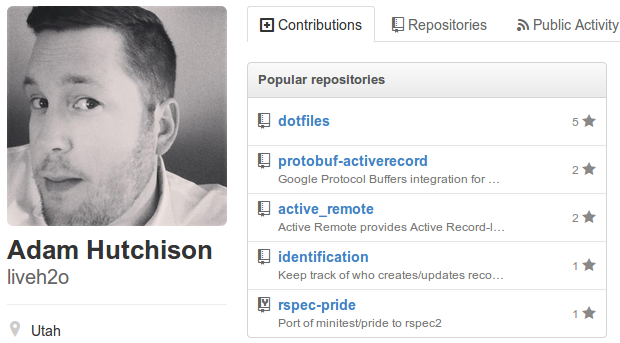 Contributions
Repositories
Public Activity
Popular repositories
dotfiles
5
protobuf-activerecord
2
Google Protocol Buffers integration for …
active_remote
2
Active Remote provides Active Record-l…
identification
1
Keep track of who creates/updates reco…
rspec-pride
1
Port of minitest/pride to rspec2
Adam Hutchison
liveh2o
Utah